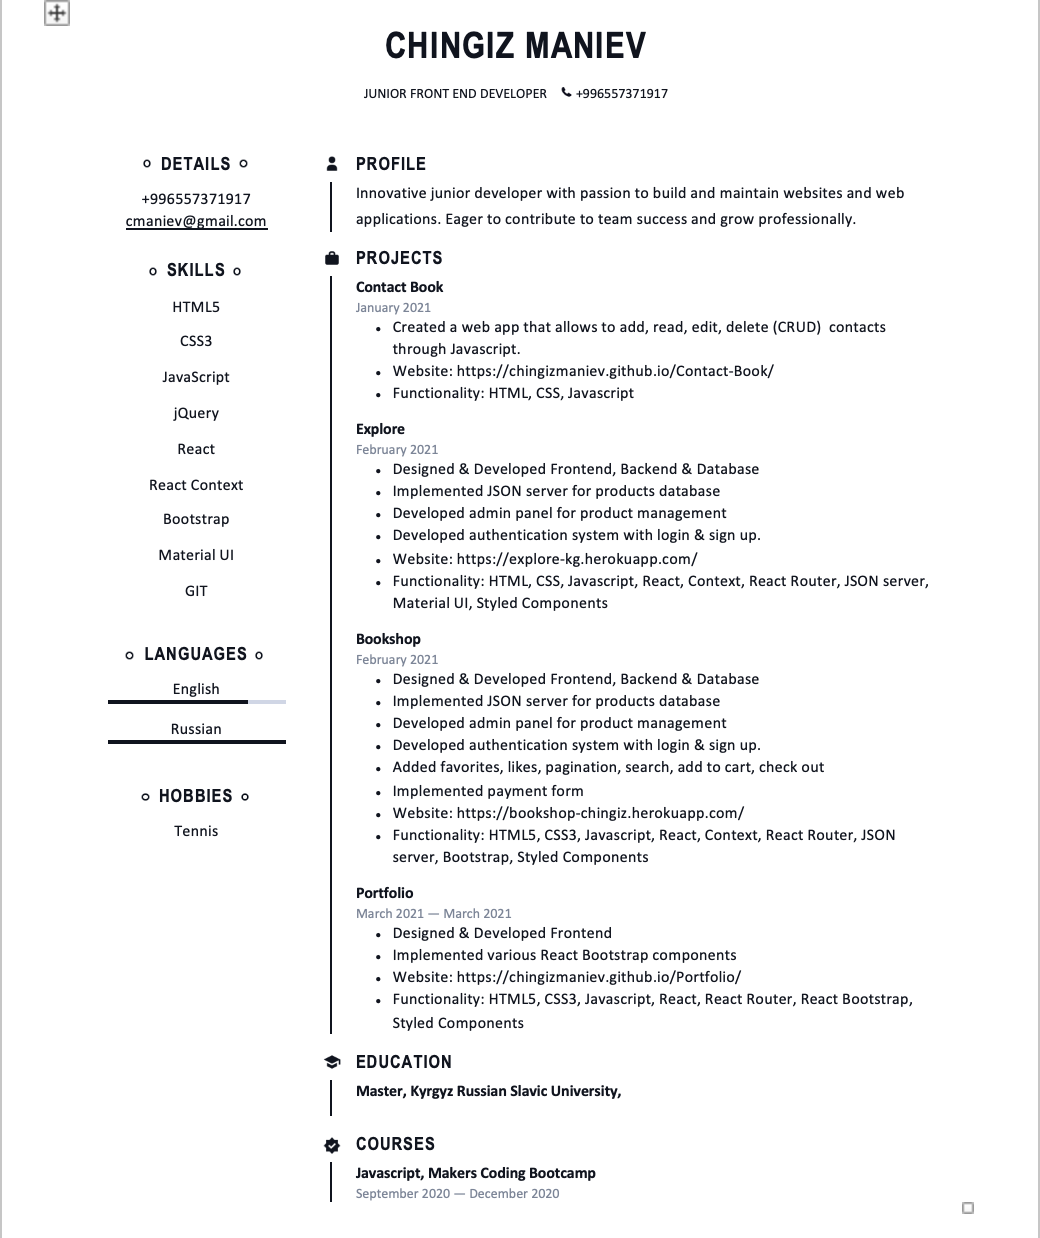 CHINGIZ MANIEV
JUNIOR FRONT END DEVELOPER +996557371917
DETAILS
+996557371917
cmaniev@gmail.com
SKILLS
HTML5
CSS3
JavaScript
jQuery
React
React Context
Bootstrap
Material UI
GIT
LANGUAGES
English
Russian
HOBBIES
Tennis
PROFILE
Innovative junior developer with passion to build and maintain websites and web
applications. Eager to contribute to team success and grow professionally.
PROJECTS
Contact Book
January 2021
• Created a web app that allows to add, read, edit, delete (CRUD)  contacts
through Javascript.
• Website: https://chingizmaniev.github.io/Contact-Book/
• Functionality: HTML, CSS, Javascript
Explore
February 2021
• Designed & Developed Frontend, Backend & Database
• Implemented JSON server for products database
• Developed admin panel for product management
• Developed authentication system with login & sign up.
• Website: https://explore-kg.herokuapp.com/
• Functionality: HTML, CSS, Javascript, React, Context, React Router, JSON server,
Material UI, Styled Components
Bookshop
February 2021
• Designed & Developed Frontend, Backend & Database
• Implemented JSON server for products database
• Developed admin panel for product management
• Developed authentication system with login & sign up.
• Added favorites, likes, pagination, search, add to cart, check out
• Implemented payment form
• Website: https://bookshop-chingiz.herokuapp.com/
• Functionality: HTML5, CSS3, Javascript, React, Context, React Router, JSON
server, Bootstrap, Styled Components
Portfolio
March 2021 — March 2021
• Designed & Developed Frontend
• Implemented various React Bootstrap components
• Website: https://chingizmaniev.github.io/Portfolio/
• Functionality: HTML5, CSS3, Javascript, React, React Router, React Bootstrap,
Styled Components
EDUCATION
Master, Kyrgyz Russian Slavic University,
COURSES
Javascript, Makers Coding Bootcamp
September 2020 — December 2020